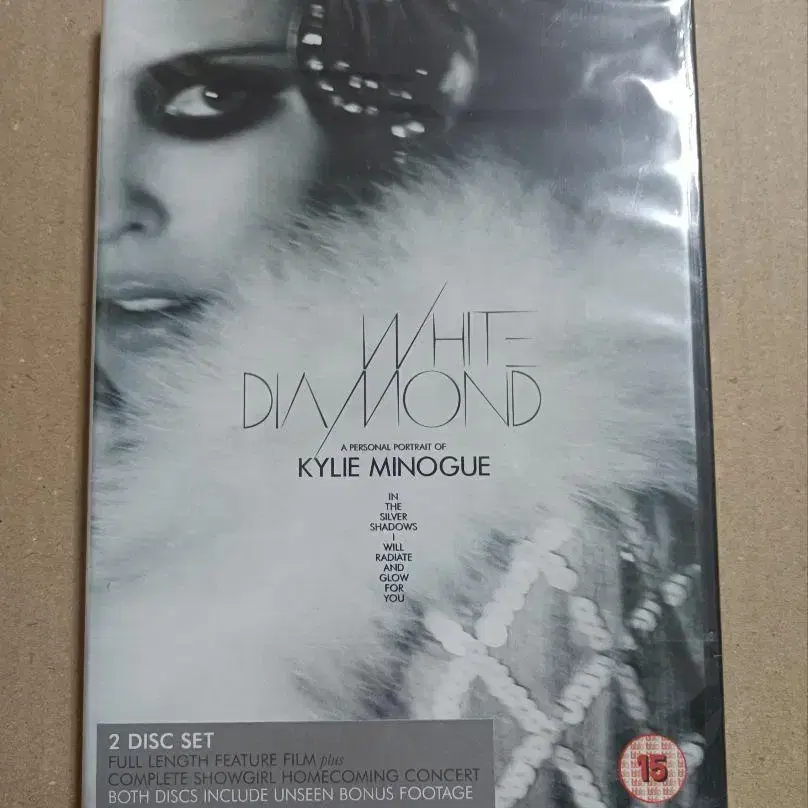 WHITE
DIAMOND
A PERSONAL PORTRAIT OF
KYLIE MINOGUE
IN
THE
SILVER
SHADOWS
I
WILL
RADIATE
AND
GLOW
FOR
YOU
2 DISC SET
FULL LENGTH FEATURE FILM plus
COMPLETE SHOWGIRL HOMECOMING CONCERT
BOTH DISCS INCLUDE UNSEEN BONUS FOOTAGE
15